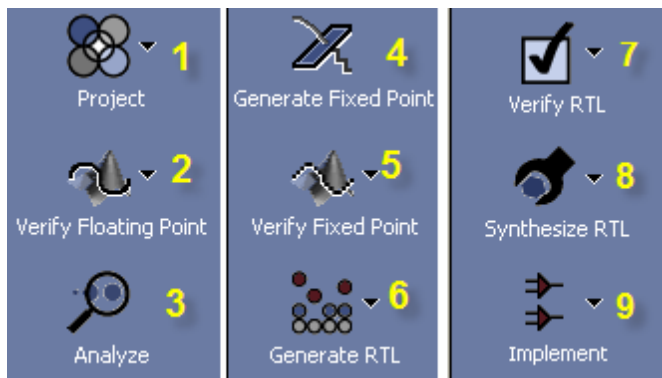 1
Project
2
Verify Floating Point
3
Analyze
4
Generate Fixed Point
5
Verify Fixed Point
6
Generate RTL
7
Verify RTL
8
Synthesize RTL
9
Implement